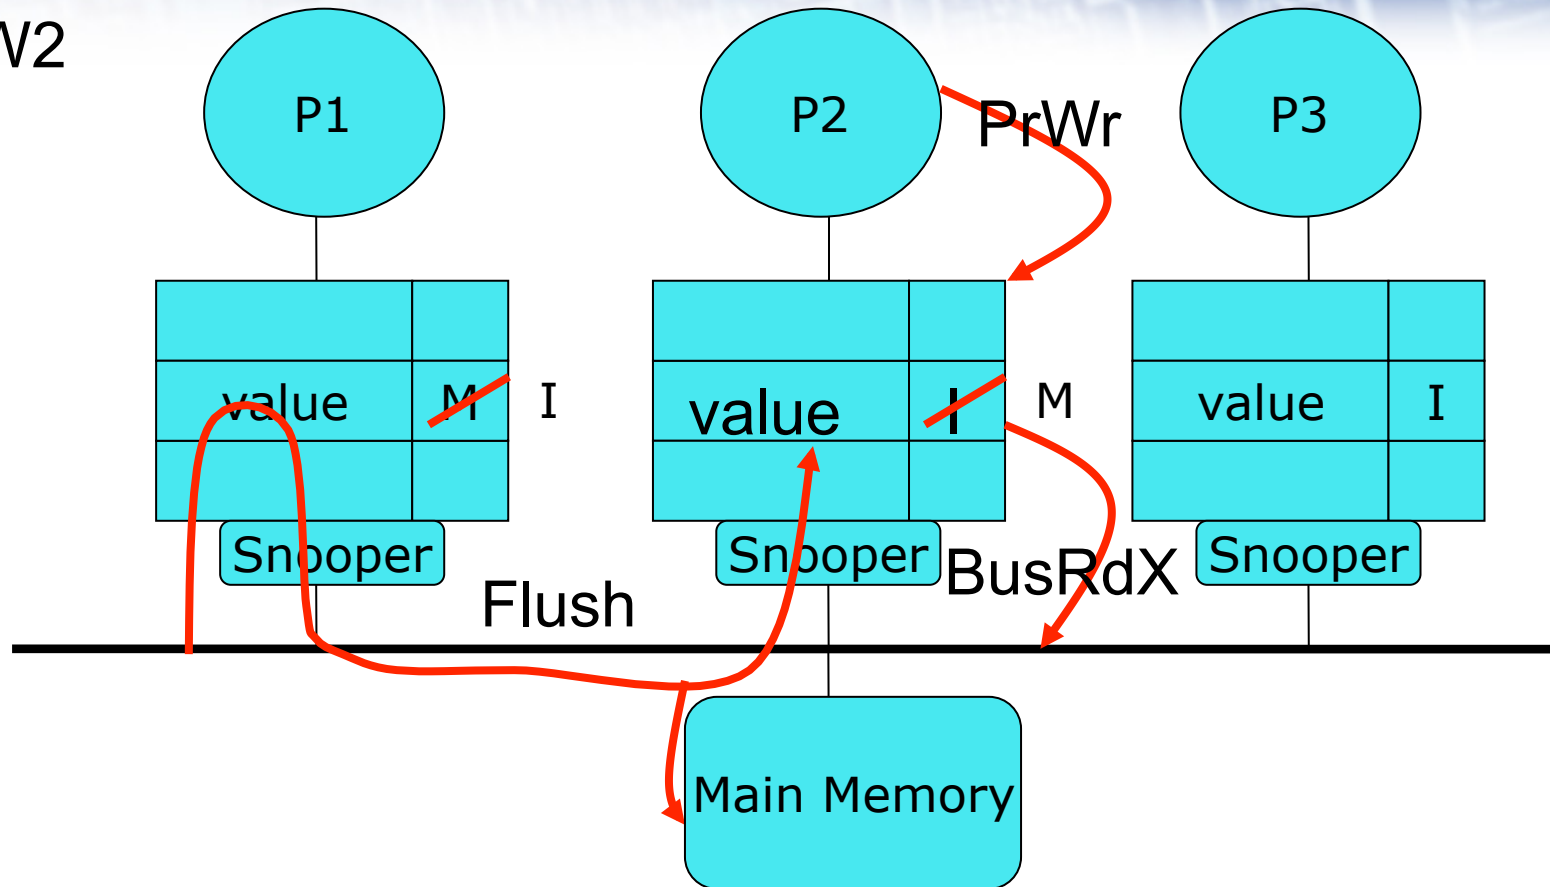 W2
P1
P2
PrWr
P3
value M I
value I M
value I
Snooper
Snooper
BusRdX
Snooper
Flush
Main Memory